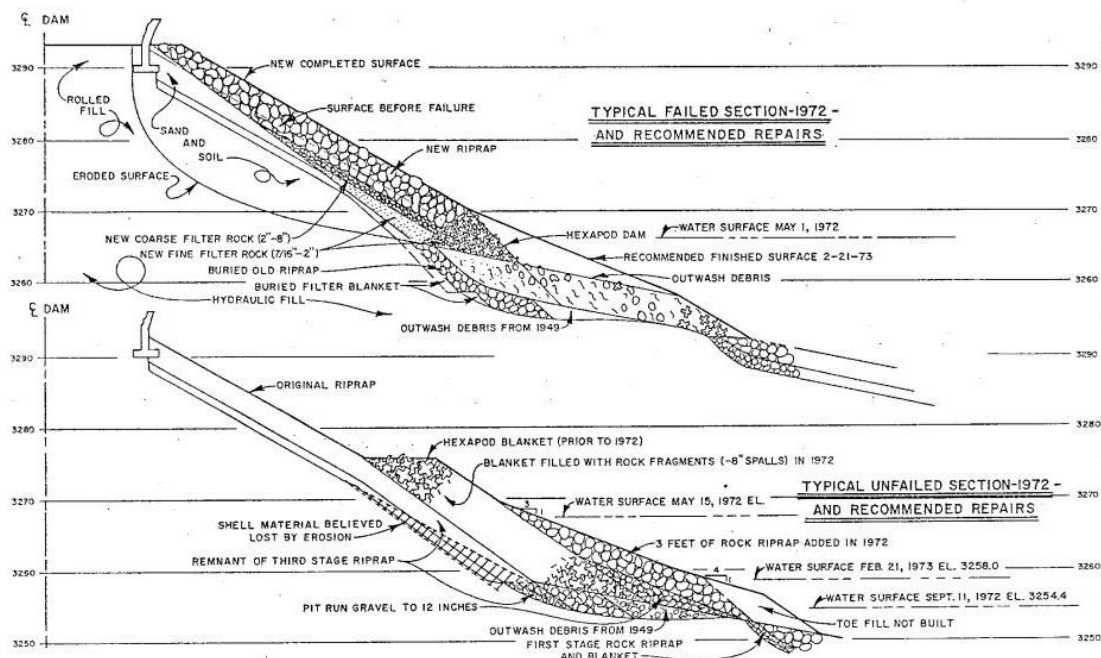 ℄ DAM
3290
3280
3270
3260
ROLLED
FILL
SAND
AND
SOIL
ERODED SURFACE
NEW COMPLETED SURFACE
SURFACE BEFORE FAILURE
NEW RIPRAP
TYPICAL FAILED SECTION-1972-
AND RECOMMENDED REPAIRS
3290
3280
3270
3260
WATER SURFACE MAY 1, 1972
HEXAPOD DAM
RECOMMENDED FINISHED SURFACE 2-21-73
OUTWASH DEBRIS
NEW COARSE FILTER ROCK (2"-8")
NEW FINE FILTER ROCK (7/16"-2")
BURIED OLD RIPRAP
BURIED FILTER BLANKET
HYDRAULIC FILL
OUTWASH DEBRIS FROM 1949
℄ DAM
3290
3280
3270
3260
3250
ORIGINAL RIPRAP
HEXAPOD BLANKET (PRIOR TO 1972)
BLANKET FILLED WITH ROCK FRAGMENTS (-8" SPALLS) IN 1972
TYPICAL UNFAILED SECTION-1972-
AND RECOMMENDED REPAIRS
3290
3280
3270
3260
3250
WATER SURFACE MAY 15, 1972 EL.
3
1
SHELL MATERIAL BELIEVED
LOST BY EROSION
REMNANT OF THIRD STAGE RIPRAP
3 FEET OF ROCK RIPRAP ADDED IN 1972
4
1
WATER SURFACE FEB. 21, 1973 EL. 3258.0
WATER SURFACE SEPT. 11, 1972 EL. 3254.4
PIT RUN GRAVEL TO 12 INCHES
TOE FILL NOT BUILT
OUTWASH DEBRIS FROM 1949
FIRST STAGE ROCK RIPRAP
AND BLANKET